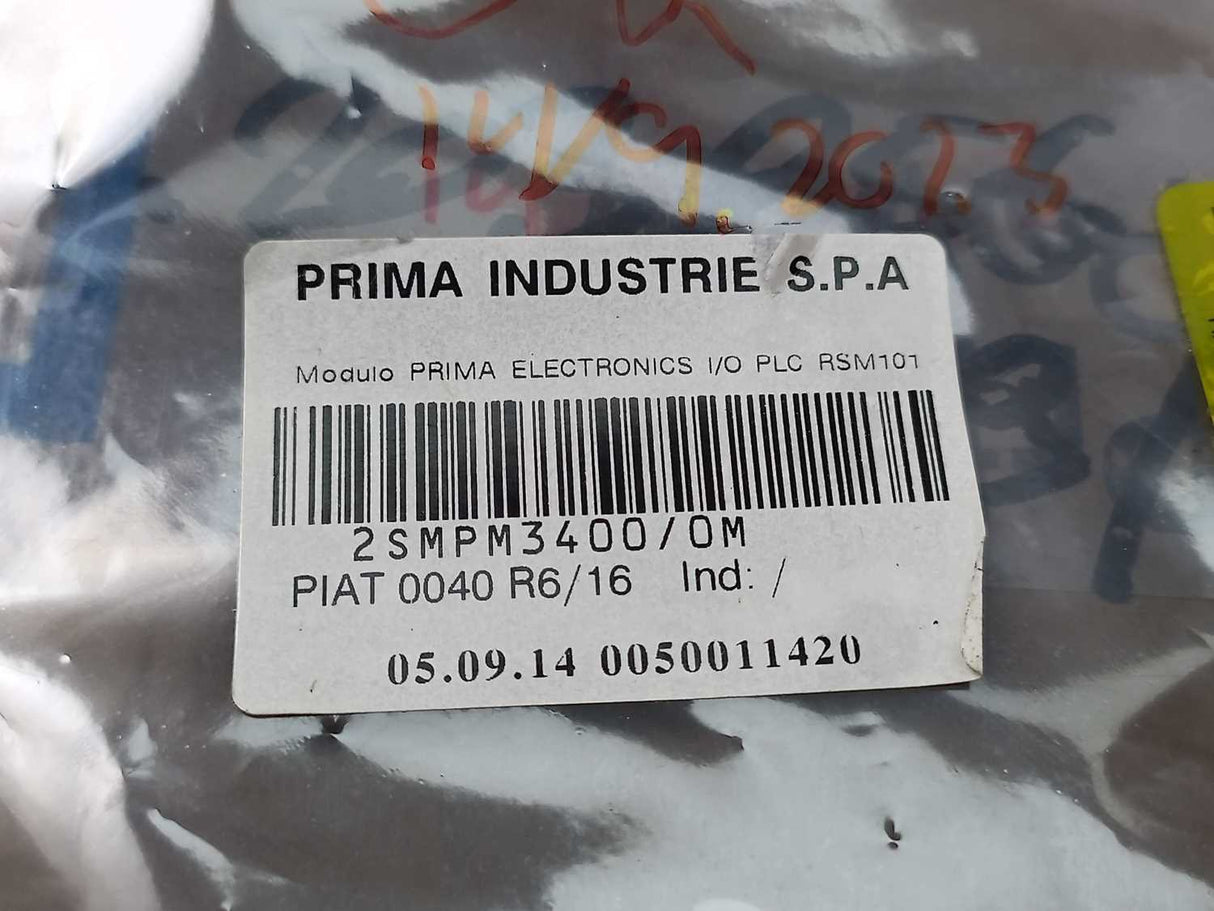 PRIMA INDUSTRIE S.P.A
Modulo PRIMA ELECTRONICS I/O PLC RSM101
2SMPM3400/0M
PIAT 0040 R6/16 Ind: /
05.09.14 0050011420